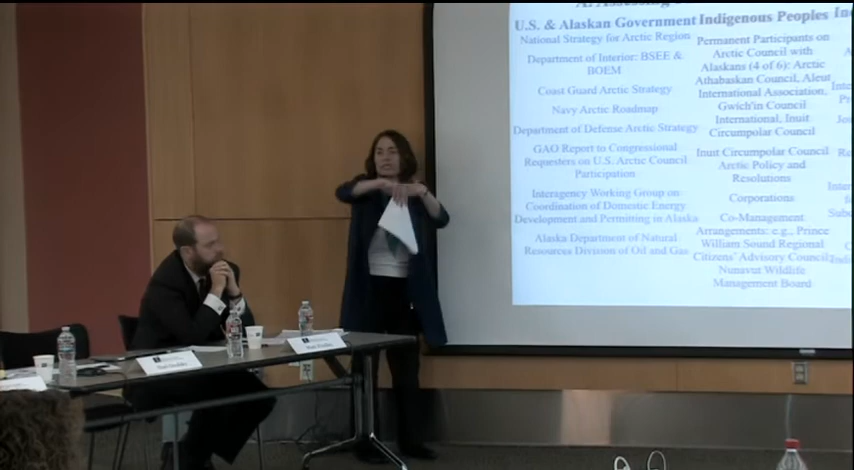 U.S. & Alaskan Government
National Strategy for Arctic Region
Department of Interior: BSEE &
BOEM
Coast Guard Arctic Strategy
Navy Arctic Roadmap
Department of Defense Arctic Strategy
GAO Report to Congressional
Requesters on U.S. Arctic Council
Participation
Interagency Working Group on
Coordination of Domestic Energy
Development and Permitting in Alaska
Alaska Department of Natural
Resources Division of Oil and Gas
Indigenous Peoples
Permanent Participants on
Arctic Council with
Alaskans (4 of 6): Arctic
Athabaskan Council, Aleut
International Association,
Gwich'in Council
International, Inuit
Circumpolar Council
Inuit Circumpolar Council
Arctic Policy and
Resolutions
Corporations
Co-Management
Arrangements: e.g., Prince
William Sound Regional
Citizens' Advisory Council
Nunavut Wildlife
Management Board